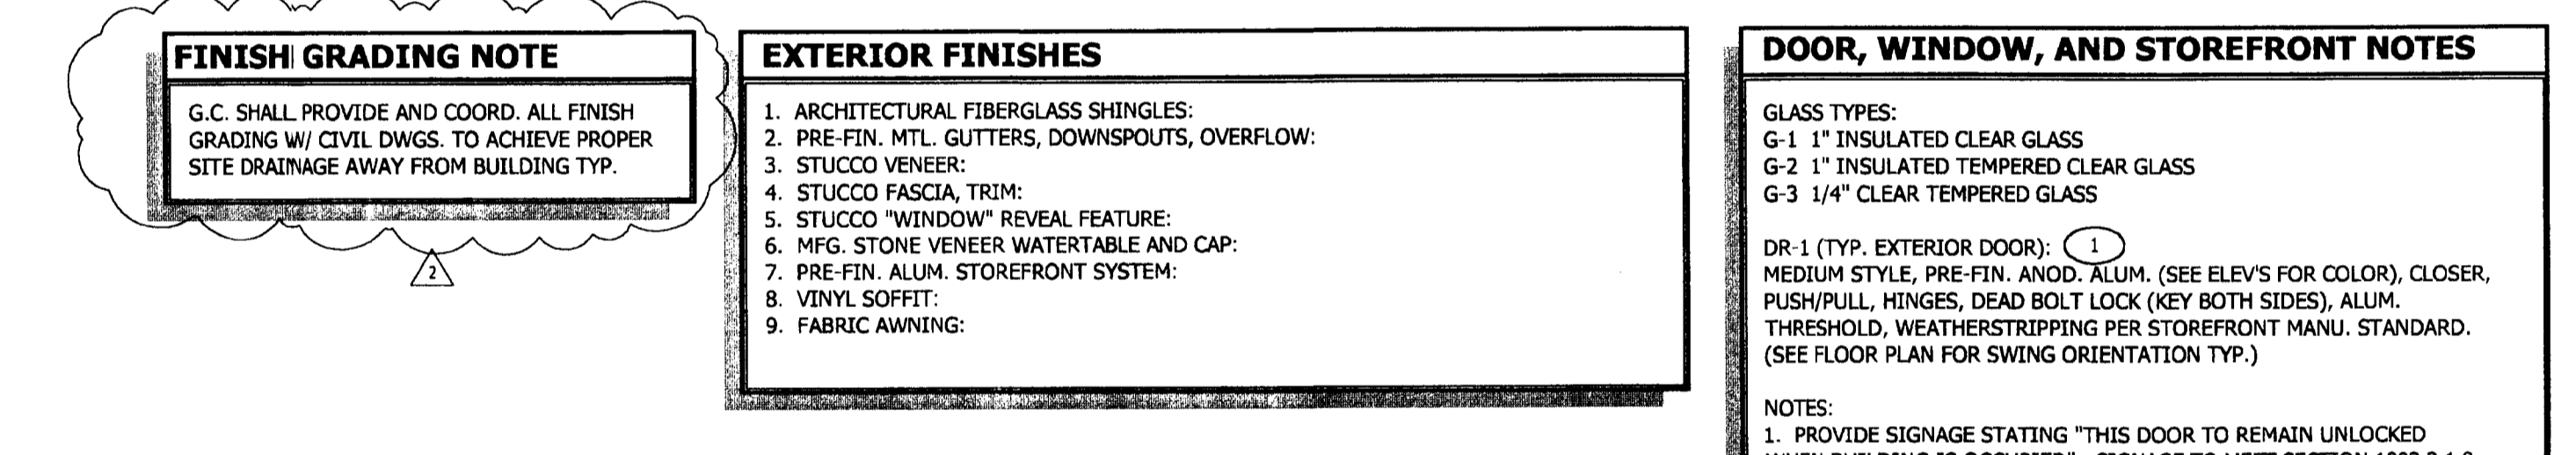 FINISH GRADING NOTE
G.C. SHALL PROVIDE AND COORD. ALL FINISH
GRADING W/ CIVIL DWGS. TO ACHIEVE PROPER
SITE DRAINAGE AWAY FROM BUILDING TYP.
2
EXTERIOR FINISHES
1. ARCHITECTURAL FIBERGLASS SHINGLES:
2. PRE-FIN. MTL. GUTTERS, DOWNSPOUTS, OVERFLOW:
3. STUCCO VENEER:
4. STUCCO FASCIA, TRIM:
5. STUCCO "WINDOW" REVEAL FEATURE:
6. MFG. STONE VENEER WATERTABLE AND CAP:
7. PRE-FIN. ALUM. STOREFRONT SYSTEM:
8. VINYL SOFFIT:
9. FABRIC AWNING:
DOOR, WINDOW, AND STOREFRONT NOTES
GLASS TYPES:
G-1 1" INSULATED CLEAR GLASS
G-2 1" INSULATED TEMPERED CLEAR GLASS
G-3 1/4" CLEAR TEMPERED GLASS
DR-1 (TYP. EXTERIOR DOOR): 1
MEDIUM STYLE, PRE-FIN. ANOD. ALUM. (SEE ELEV'S FOR COLOR), CLOSER,
PUSH/PULL, HINGES, DEAD BOLT LOCK (KEY BOTH SIDES), ALUM.
THRESHOLD, WEATHERSTRIPPING PER STOREFRONT MANU. STANDARD.
(SEE FLOOR PLAN FOR SWING ORIENTATION TYP.)
NOTES:
1. PROVIDE SIGNAGE STATING "THIS DOOR TO REMAIN UNLOCKED